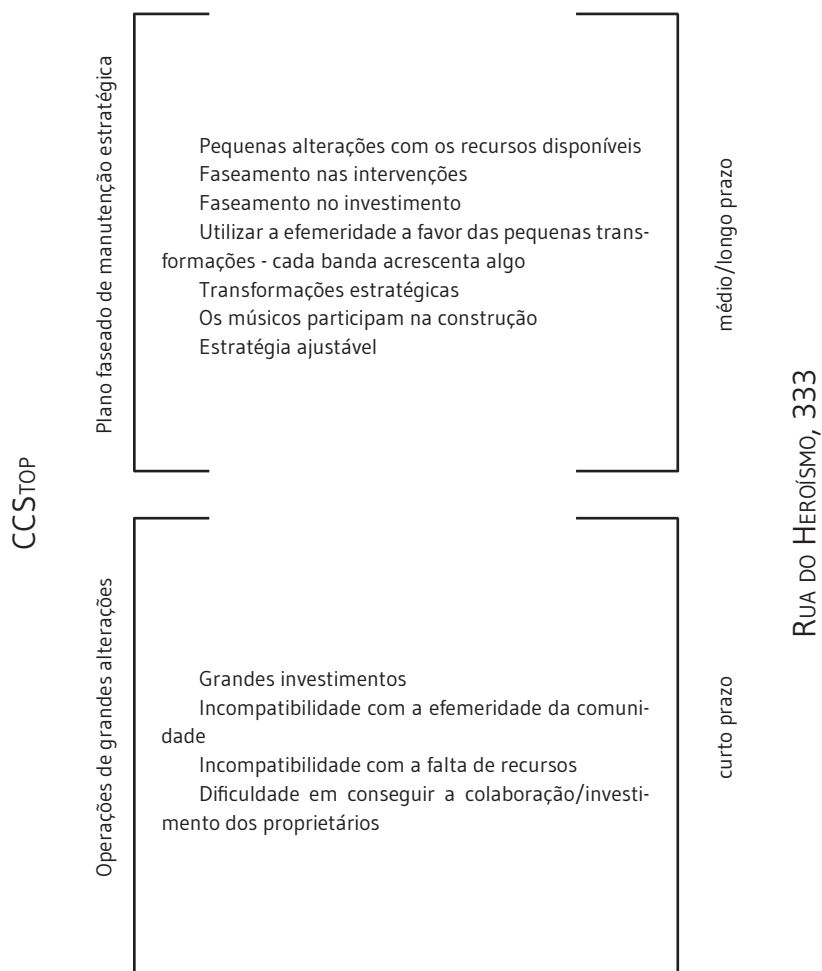 CCSTOP
Plano faseado de manutenção estratégica
Pequenas alterações com os recursos disponíveis
Faseamento nas intervenções
Faseamento no investimento
Utilizar a efemeridade a favor das pequenas trans-
formações - cada banda acrescenta algo
Transformações estratégicas
Os músicos participam na construção
Estratégia ajustável
médio/longo prazo
RUA DO HEROÍSMO, 333
Operações de grandes alterações
Grandes investimentos
Incompatibilidade com a efemeridade da comuni-
dade
Incompatibilidade com a falta de recursos
Dificuldade em conseguir a colaboração/investi-
mento dos proprietários
curto prazo